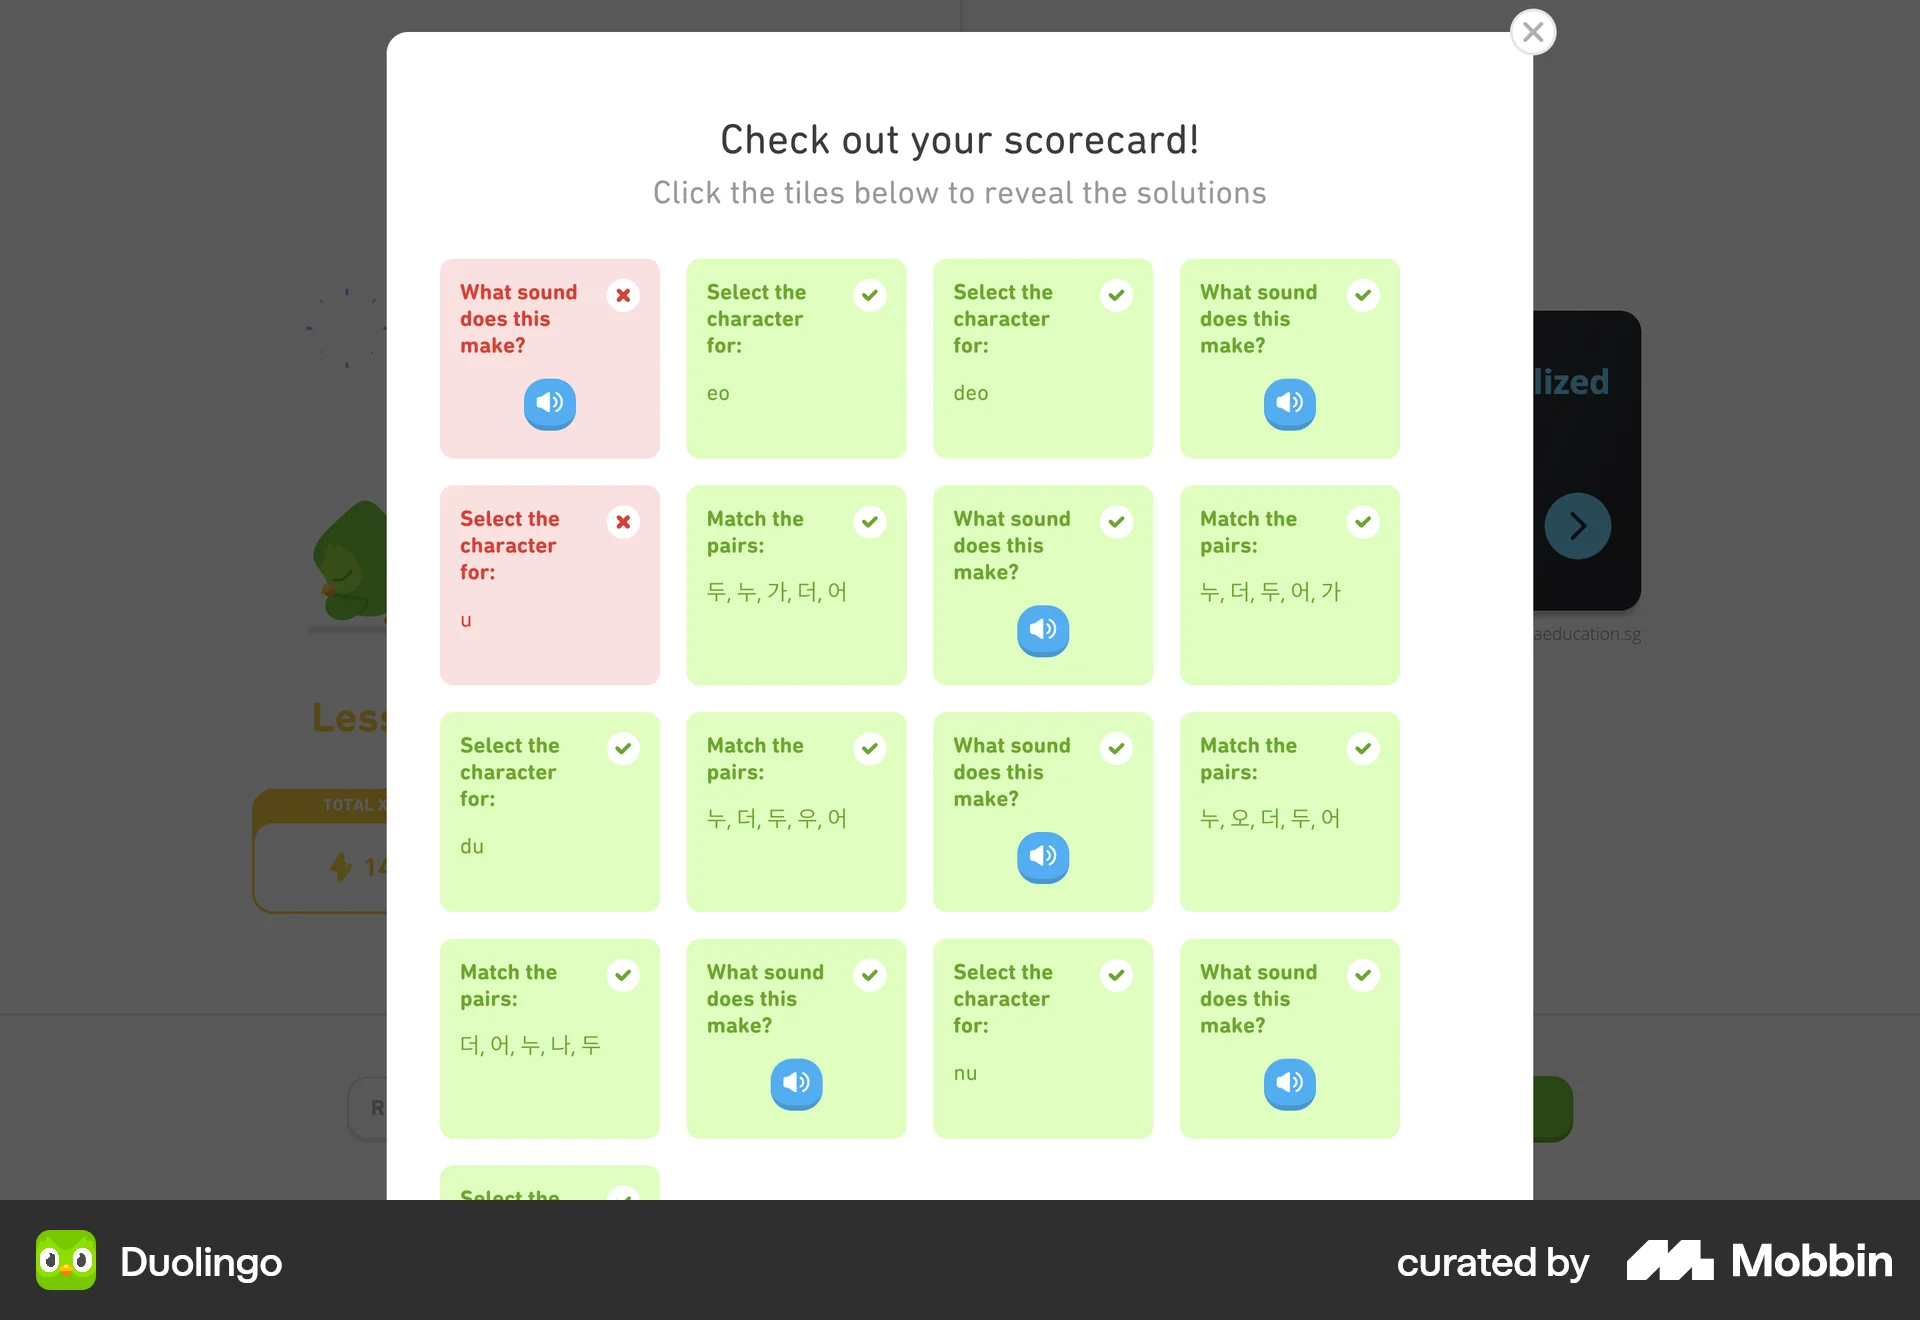 Check out your scorecard!
Click the tiles below to reveal the solutions
What sound
does this
make?
Select the
character
for:
eo
Select the
character
for:
deo
What sound
does this
make?
Select the
character
for:
u
Match the
pairs:
두, 누, 가, 더, 어
What sound
does this
make?
Match the
pairs:
누, 더, 두, 어, 가
Select the
character
for:
du
Match the
pairs:
누, 더, 두, 우, 어
What sound
does this
make?
Match the
pairs:
누, 오, 더, 두, 어
Match the
pairs:
더, 어, 누, 나, 두
What sound
does this
make?
Select the
character
for:
nu
What sound
does this
make?
Select the
lized
aeducation.sg
Less
TOTAL X
14
R
Duolingo
curated by Mobbin